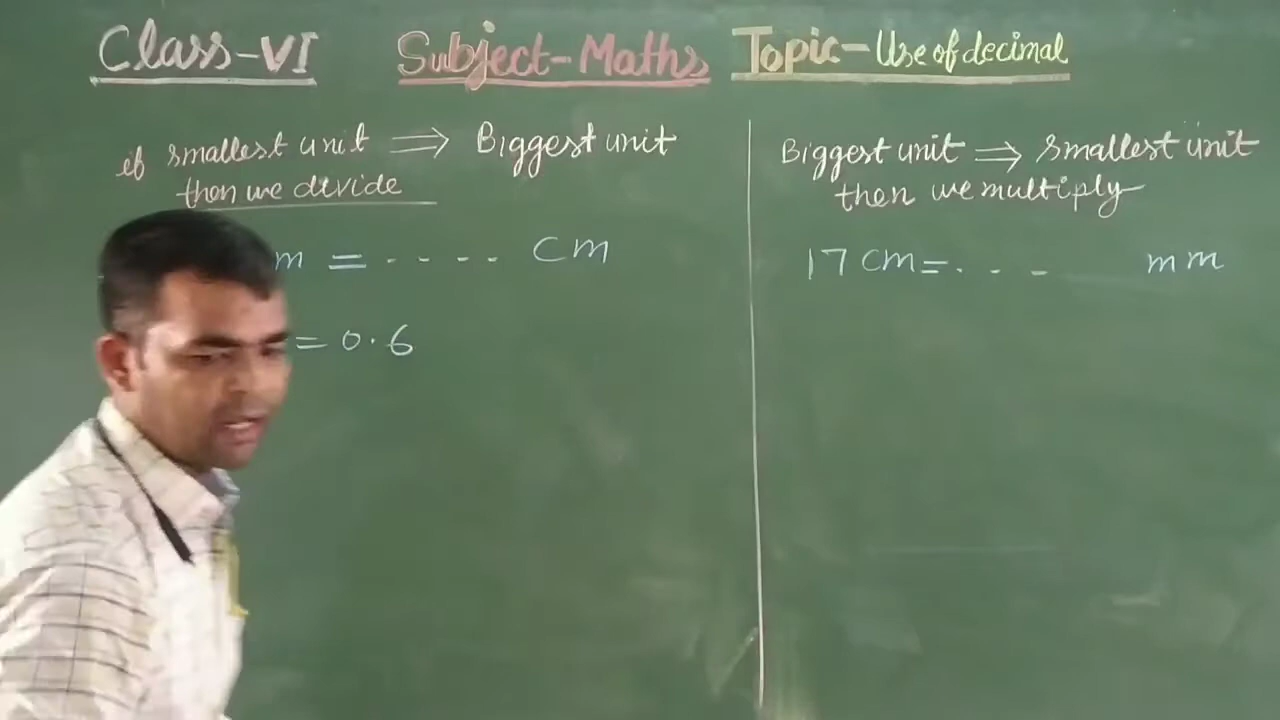 Class-VI Subject-Maths Topic-Use of decimal
if smallest unit ⟹ Biggest unit
then we divide
m = ---- cm
= 0.6
Biggest unit ⟹ smallest unit
then we multiply
17 cm = . - - mm